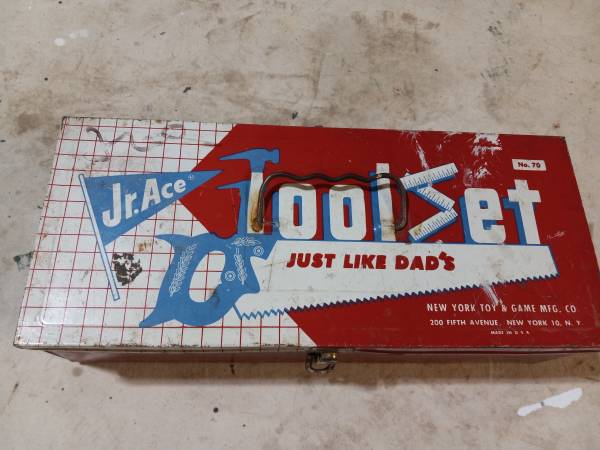 Jr. Ace
Tool Set
No. 70
JUST LIKE DAD'S
NEW YORK TOY & GAME MFG. CO
200 FIFTH AVENUE, NEW YORK 10, N. Y.
MADE IN U S A